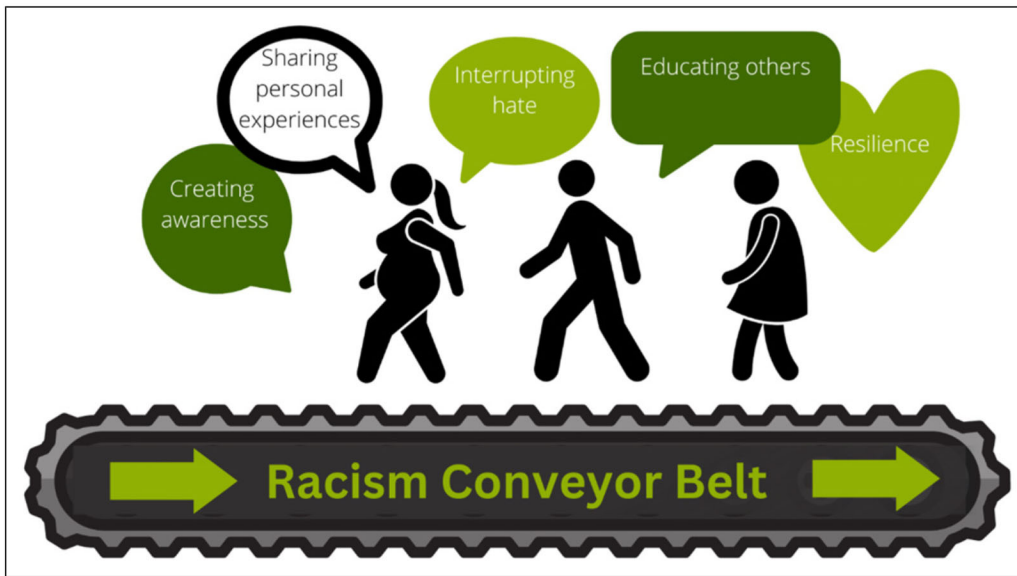 Sharing
personal
experiences
Interrupting
hate
Educating others
Resilience
Creating
awareness
Racism Conveyor Belt